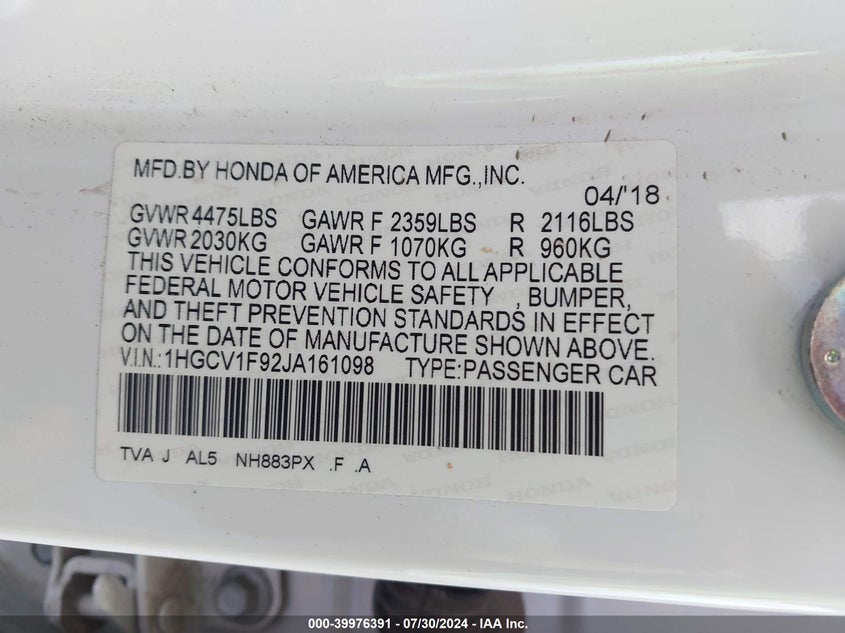 MFD.BY HONDA OF AMERICA MFG.,INC.
04/'18
GVWR 4475LBS GAWR F 2359LBS R 2116LBS
GVWR 2030KG GAWR F 1070KG R 960KG
THIS VEHICLE CONFORMS TO ALL APPLICABLE
FEDERAL MOTOR VEHICLE SAFETY , BUMPER,
AND THEFT PREVENTION STANDARDS IN EFFECT
ON THE DATE OF MANUFACTURE SHOWN ABOVE.
V.I.N.:1HGCV1F92JA161098 TYPE:PASSENGER CAR
TVA J AL5 NH883PX .F .A
000-39976391 / 07/30/2024 - IAA Inc.